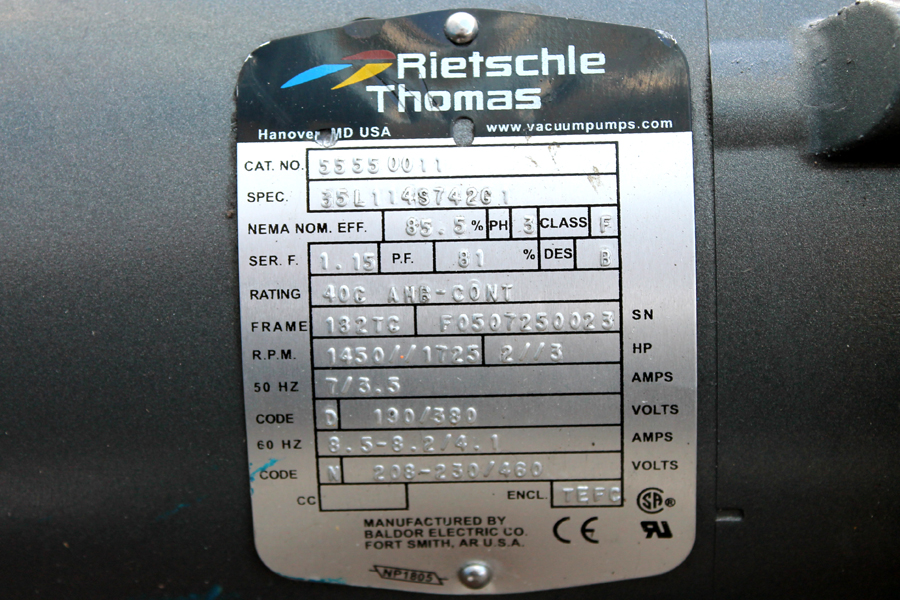 Rietschle
Thomas
Hanover, MD USA www.vacuumpumps.com
CAT. NO. 55550011
SPEC. 35L114S742G1
NEMA NOM. EFF. 85.5 % PH 3 CLASS F
SER. F. 1.15 P.F. 81 % DES B
RATING 40C AMB-CONT
FRAME 182TC F0507250023 SN
R.P.M. 1430//1725 2//3 HP
50 HZ 7/3.5 AMPS
CODE D 190/380 VOLTS
60 HZ 8.5-8.2/4.1 AMPS
CODE N 208-230/460 VOLTS
CC ENCL. TEFC SA ®
MANUFACTURED BY
BALDOR ELECTRIC CO.
FORT SMITH, AR U.S.A. CE RU
NP1805